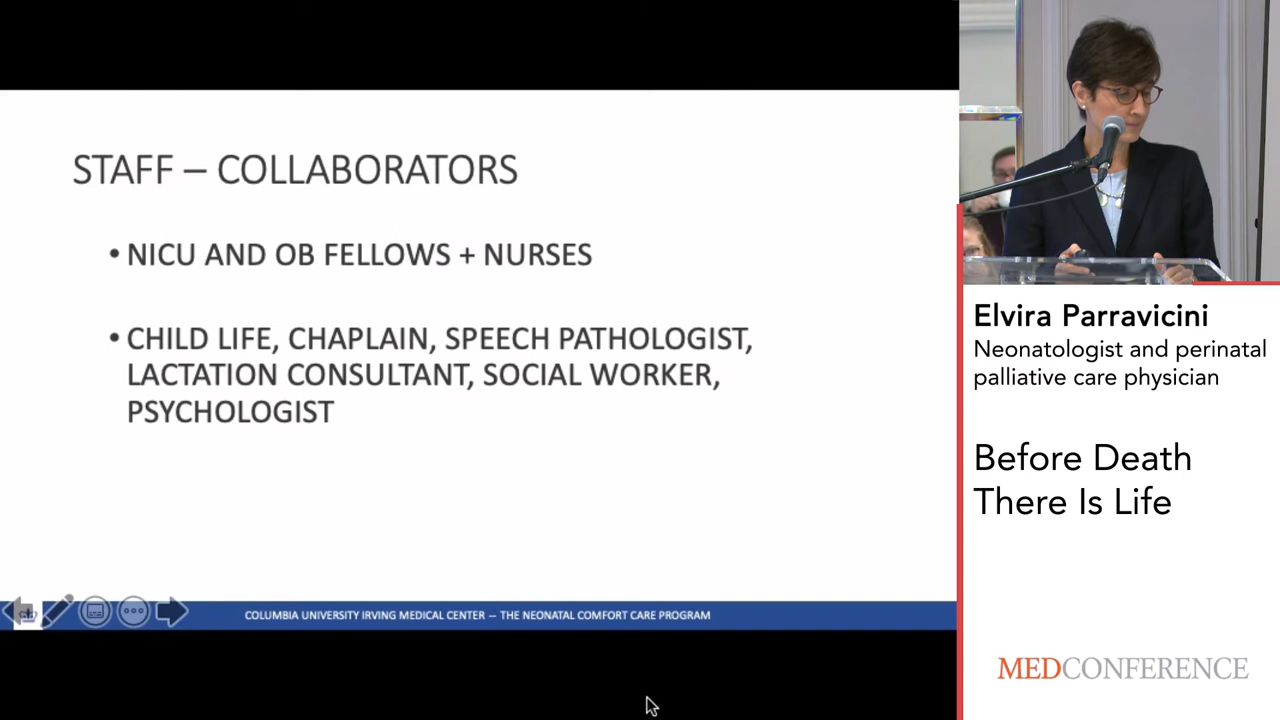 STAFF – COLLABORATORS
• NICU AND OB FELLOWS + NURSES
• CHILD LIFE, CHAPLAIN, SPEECH PATHOLOGIST,
LACTATION CONSULTANT, SOCIAL WORKER,
PSYCHOLOGIST
COLUMBIA UNIVERSITY IRVING MEDICAL CENTER – THE NEONATAL COMFORT CARE PROGRAM
Elvira Parravicini
Neonatologist and perinatal
palliative care physician
Before Death
There Is Life
MEDCONFERENCE